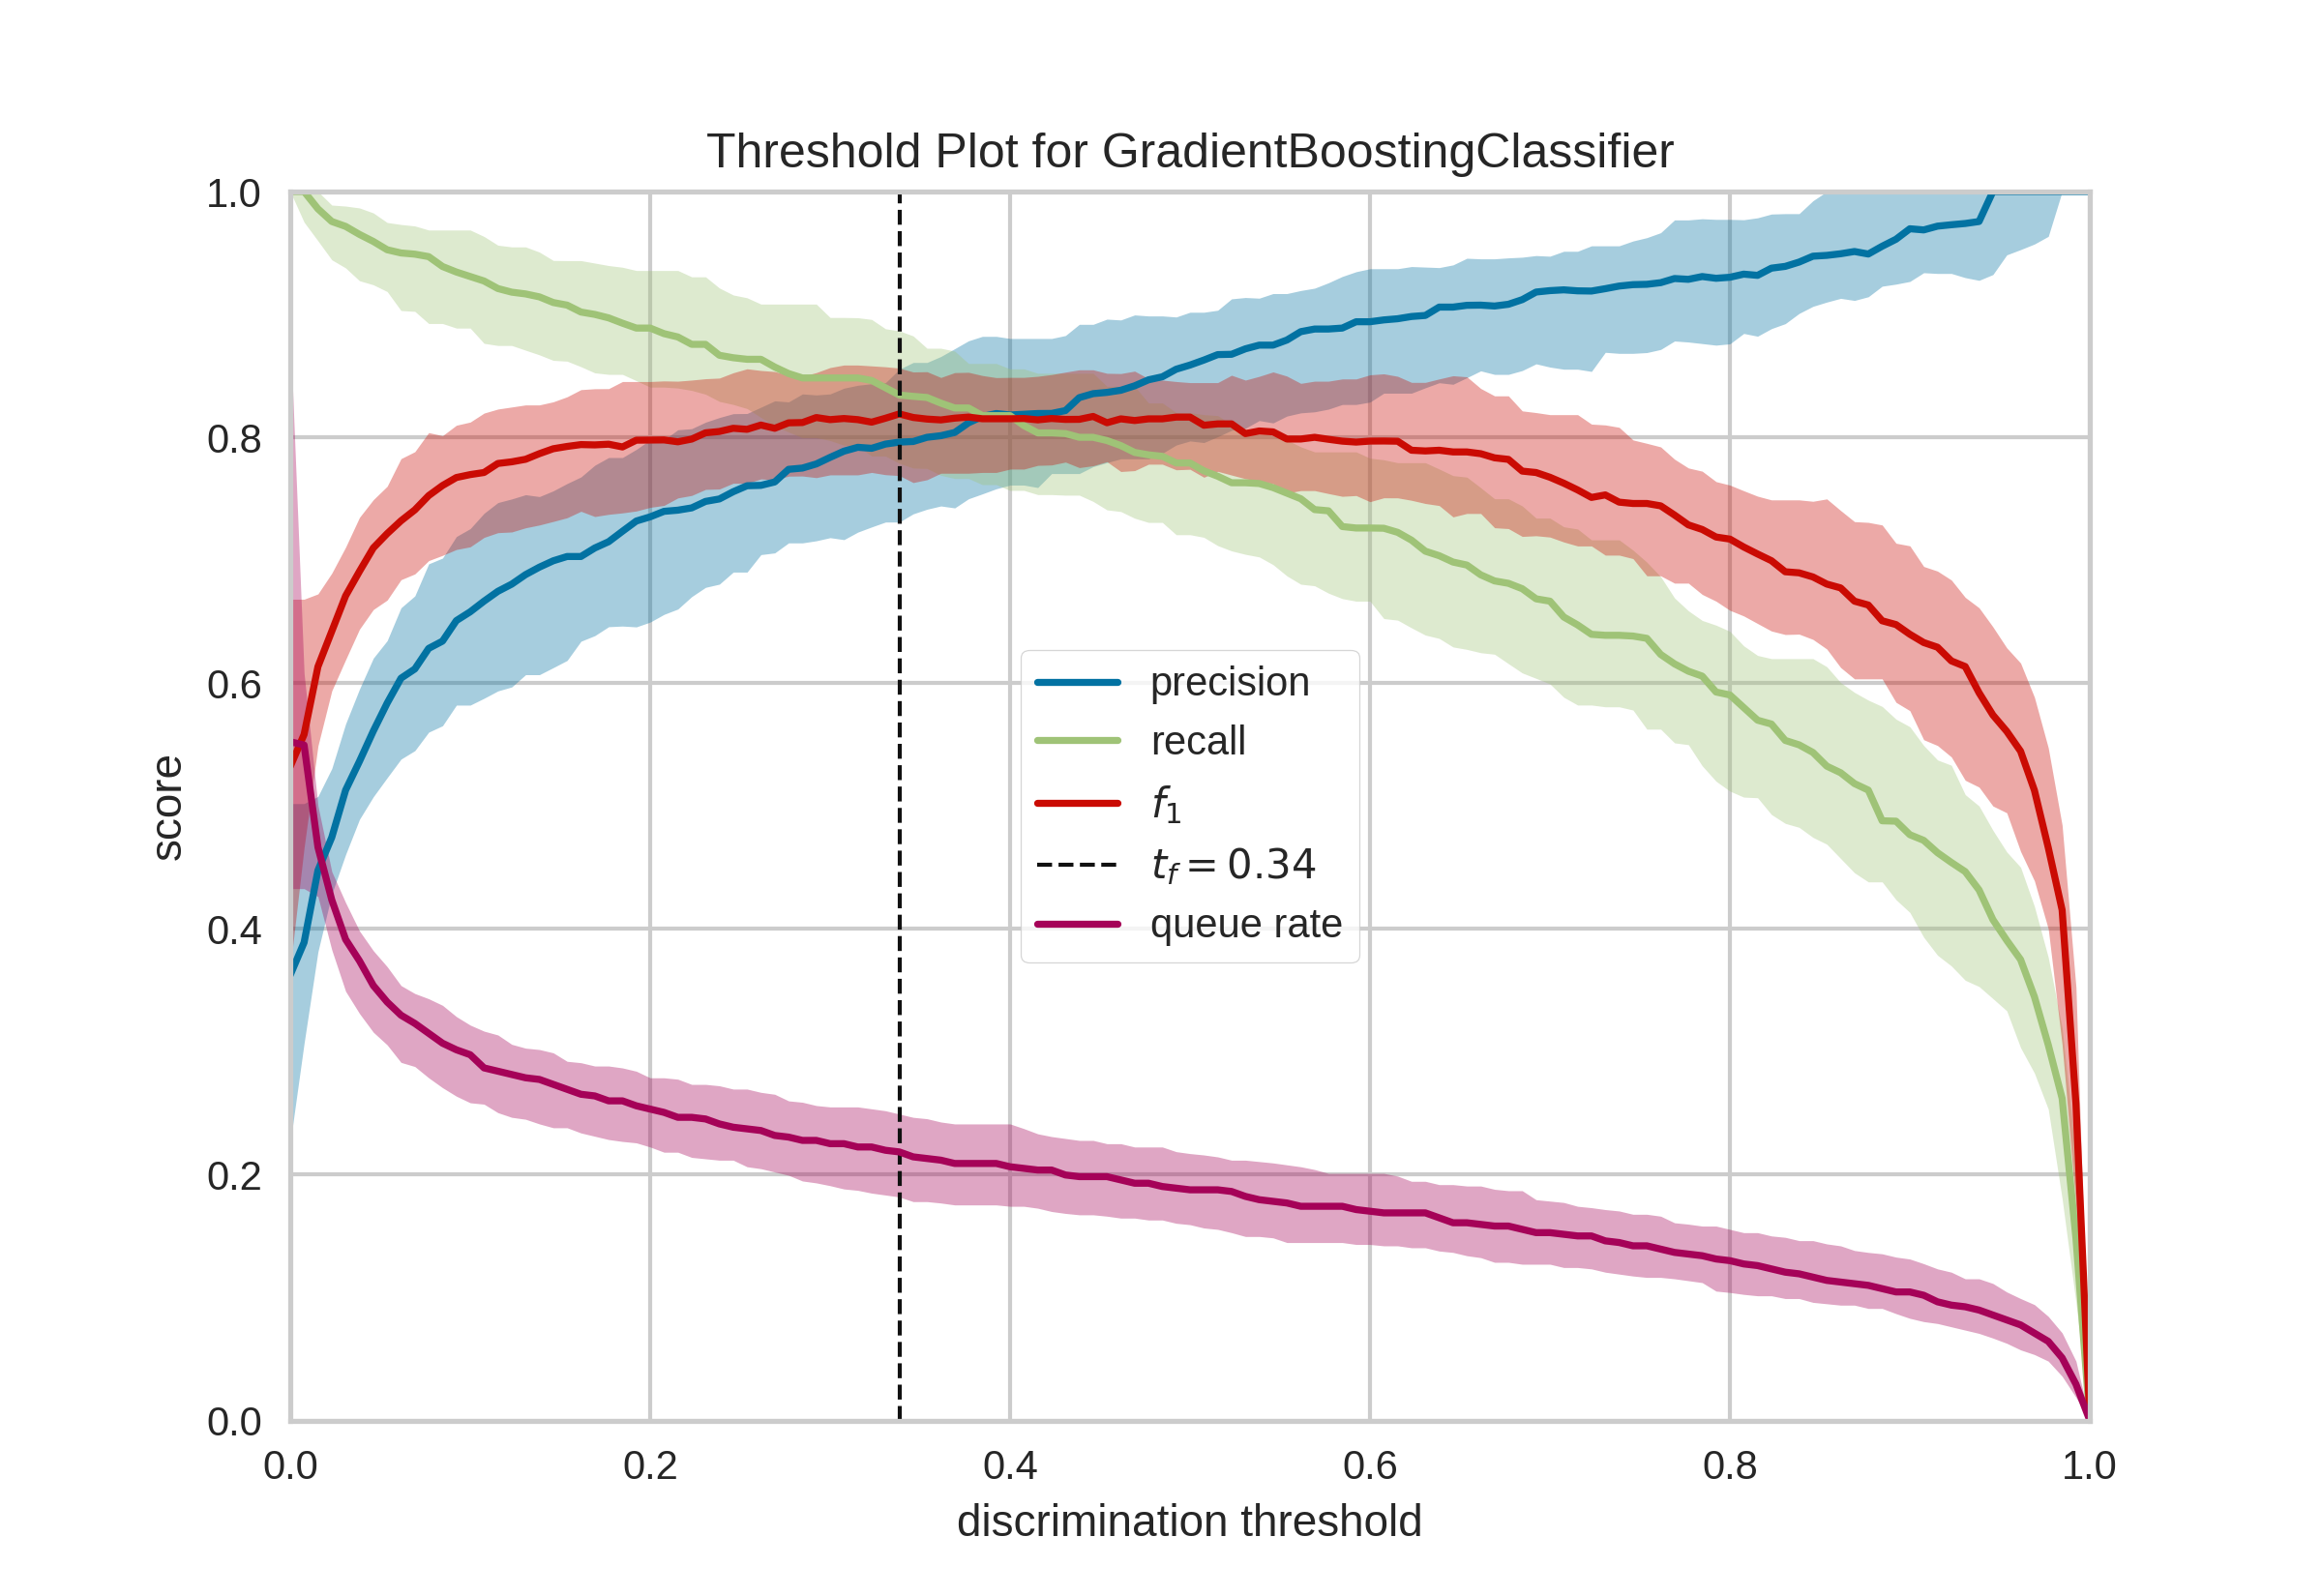 Threshold Plot for GradientBoostingClassifier
1.0
0.8
0.6
0.4
0.2
0.0
score
precision
recall
f₁
t_f = 0.34
queue rate
0.0 0.2 0.4 0.6 0.8 1.0
discrimination threshold